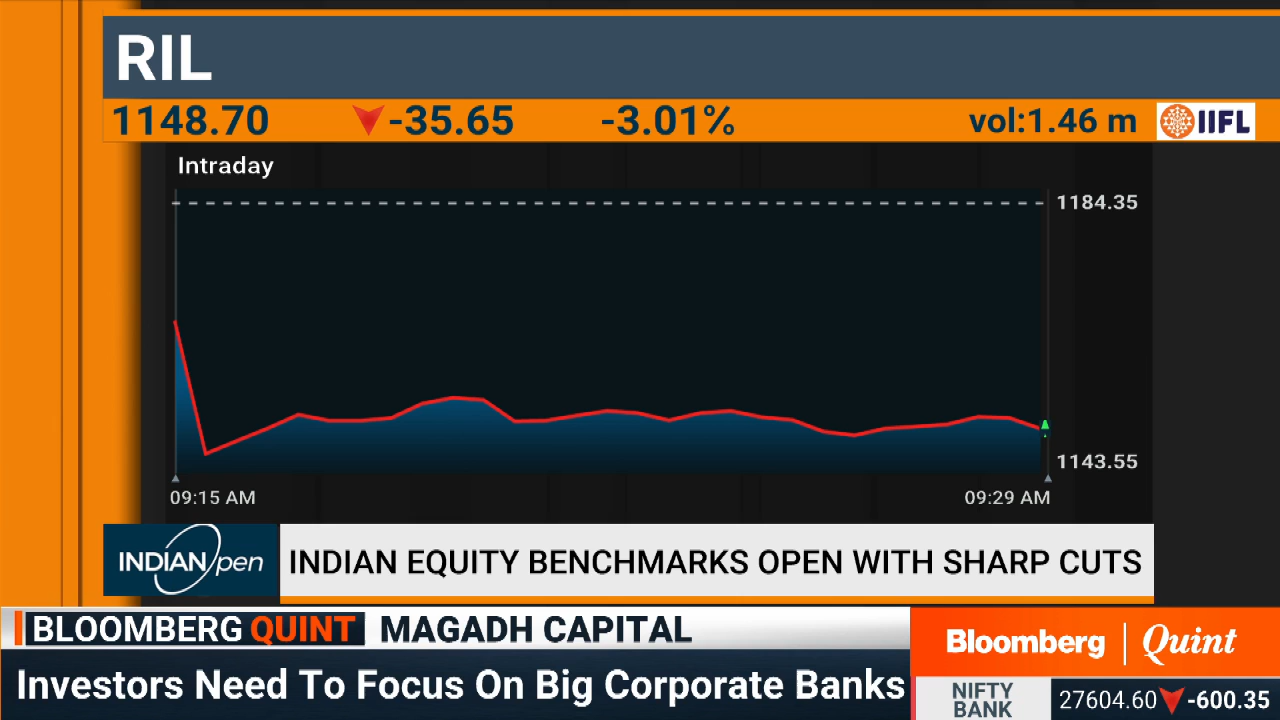 RIL
1148.70 -35.65 -3.01% vol:1.46 m IIFL
Intraday
1184.35
1143.55
09:15 AM 09:29 AM
INDIAN Open INDIAN EQUITY BENCHMARKS OPEN WITH SHARP CUTS
BLOOMBERG QUINT MAGADH CAPITAL
Investors Need To Focus On Big Corporate Banks
Bloomberg | Quint
NIFTY BANK 27604.60 -600.35